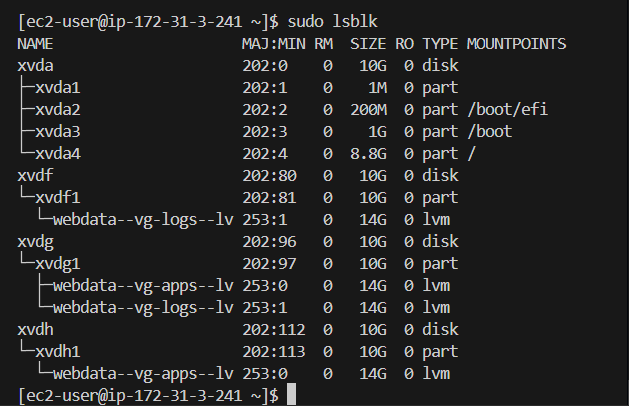 [ec2-user@ip-172-31-3-241 ~]$ sudo lsblk
NAME                      MAJ:MIN RM  SIZE RO TYPE MOUNTPOINTS
xvda                      202:0    0   10G  0 disk
├─xvda1                   202:1    0    1M  0 part
├─xvda2                   202:2    0  200M  0 part /boot/efi
├─xvda3                   202:3    0    1G  0 part /boot
└─xvda4                   202:4    0  8.8G  0 part /
xvdf                      202:80   0   10G  0 disk
└─xvdf1                   202:81   0   10G  0 part
  └─webdata--vg-logs--lv 253:1    0   14G  0 lvm
xvdg                      202:96   0   10G  0 disk
└─xvdg1                   202:97   0   10G  0 part
  ├─webdata--vg-apps--lv 253:0    0   14G  0 lvm
  └─webdata--vg-logs--lv 253:1    0   14G  0 lvm
xvdh                      202:112  0   10G  0 disk
└─xvdh1                   202:113  0   10G  0 part
  └─webdata--vg-apps--lv 253:0    0   14G  0 lvm
[ec2-user@ip-172-31-3-241 ~]$